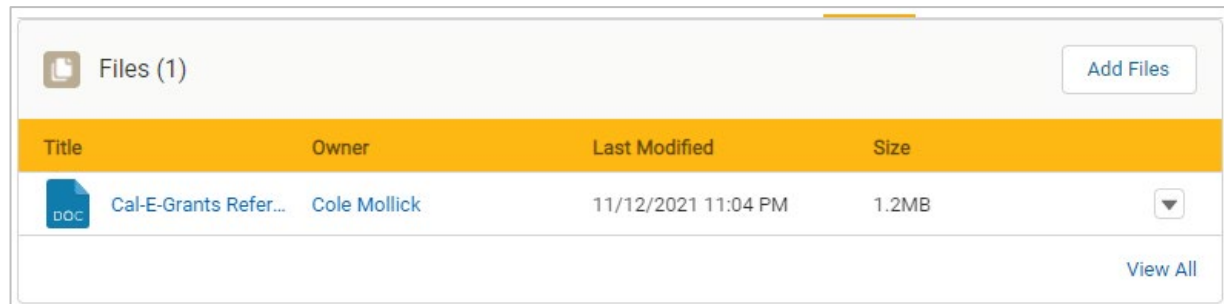 Files (1)
Add Files
Title Owner Last Modified Size
DOC Cal-E-Grants Refer... Cole Mollick 11/12/2021 11:04 PM 1.2MB
View All